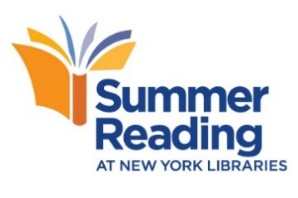 Summer
Reading
AT NEW YORK LIBRARIES